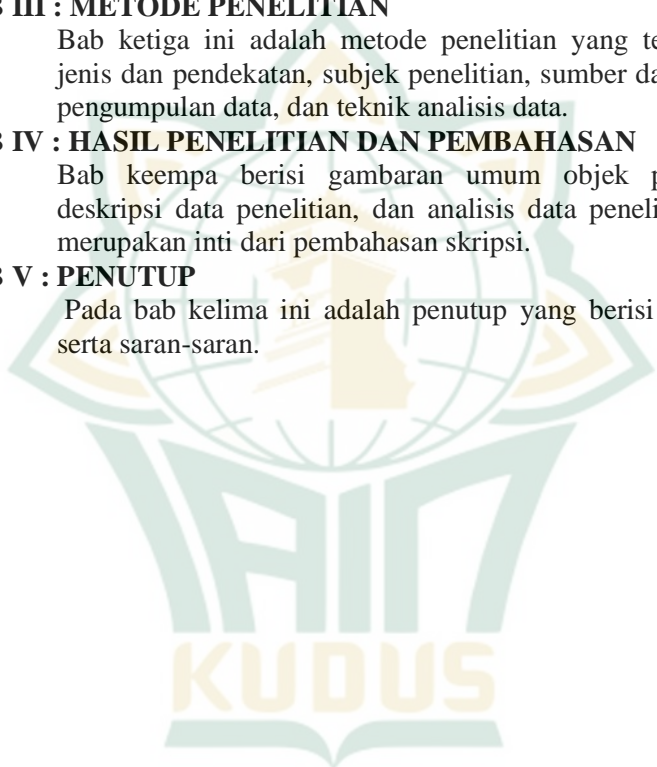 III : METODE PENELITIAN
Bab ketiga ini adalah metode penelitian yang
jenis dan pendekatan, subjek penelitian, sumber
pengumpulan data, dan teknik analisis data.
IV : HASIL PENELITIAN DAN PEMBAHASAN
Bab keempa berisi gambaran umum objek
deskripsi data penelitian, dan analisis data
merupakan inti dari pembahasan skripsi.
V : PENUTUP
Pada bab kelima ini adalah penutup yang berisi
serta saran-saran.
IAIN
KUDUS